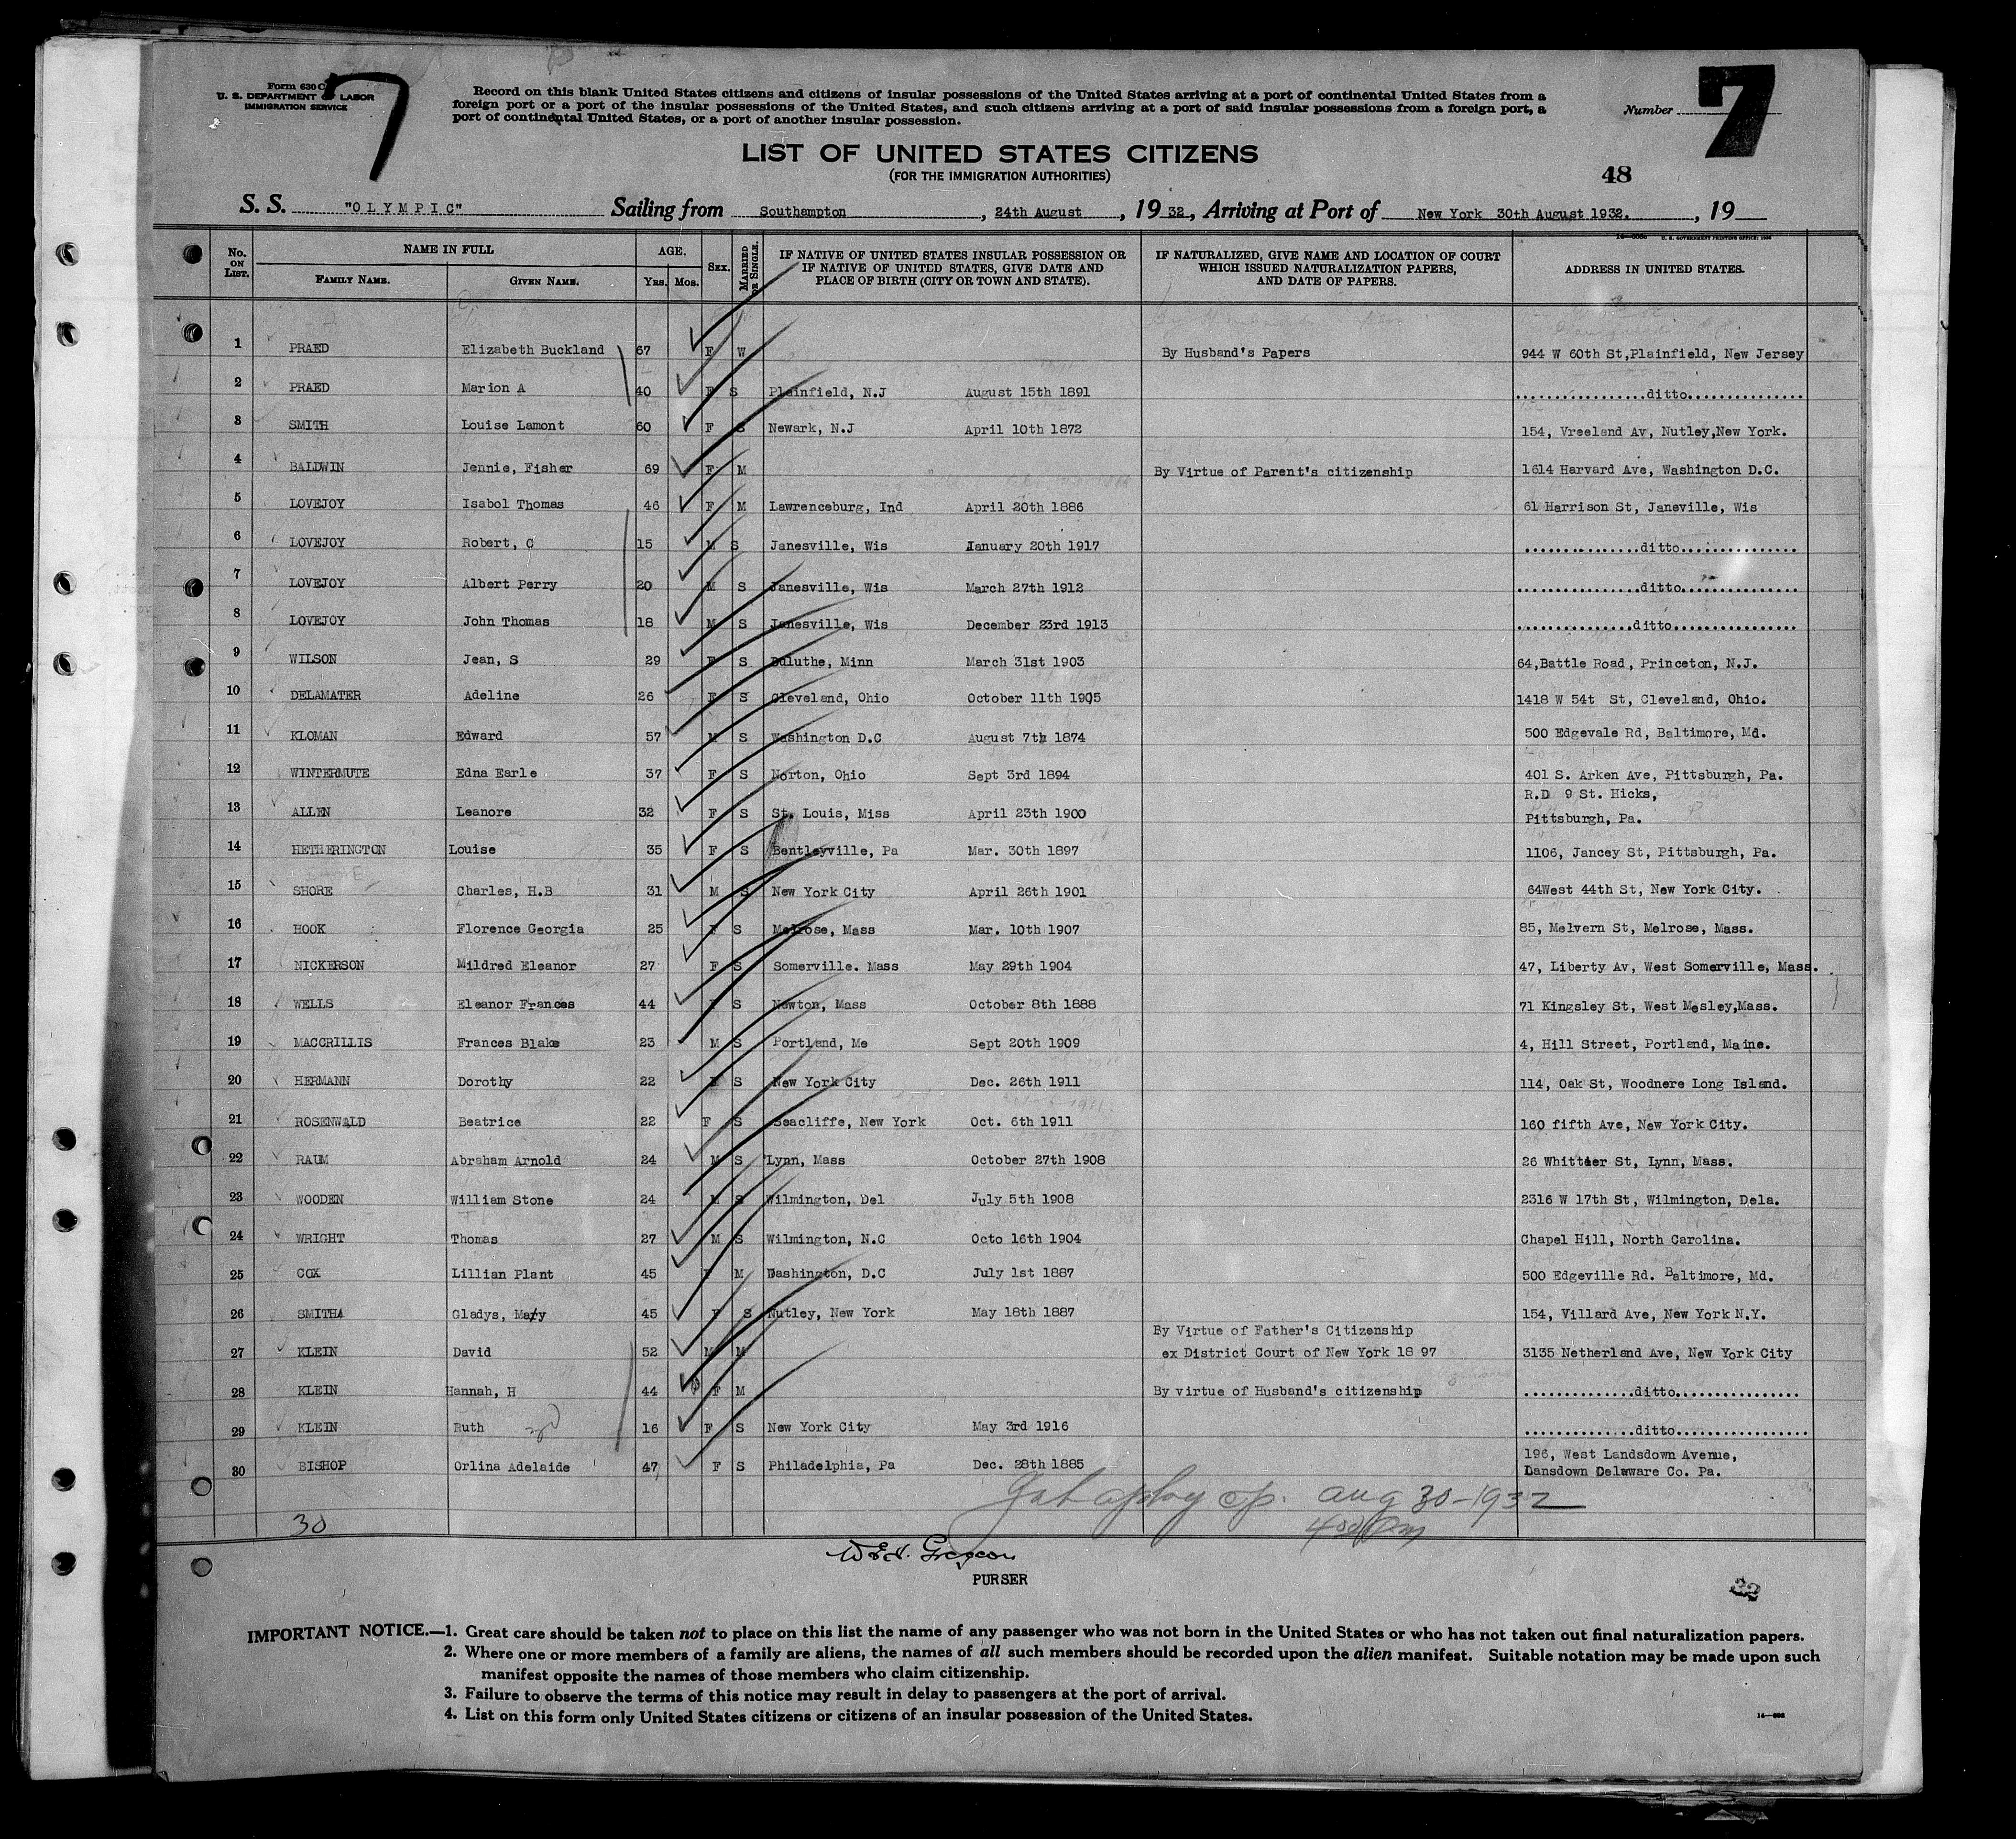 7
Form 630 C
U. S. DEPARTMENT OF LABOR
IMMIGRATION SERVICE
Record on this blank United States citizens and citizens of insular possessions of the United States arriving at a port of continental United States from a
foreign port or a port of the insular possessions of the United States, and such citizens arriving at a port of said insular possessions from a foreign port, a
port of continental United States, or a port of another insular possession.
Number 7
LIST OF UNITED STATES CITIZENS
(FOR THE IMMIGRATION AUTHORITIES)
48
S. S. "OLYMPIC" Sailing from Southampton, 24th August, 19 32, Arriving at Port of New York 30th August 1932., 19
No. ON LIST. NAME IN FULL FAMILY NAME. GIVEN NAME. AGE. YRS. MOS. SEX. MARRIED OR SINGLE. IF NATIVE OF UNITED STATES INSULAR POSSESSION OR IF NATIVE OF UNITED STATES, GIVE DATE AND PLACE OF BIRTH (CITY OR TOWN AND STATE). IF NATURALIZED, GIVE NAME AND LOCATION OF COURT WHICH ISSUED NATURALIZATION PAPERS, AND DATE OF PAPERS. ADDRESS IN UNITED STATES.
1 PRAED Elizabeth Buckland 67 F W By Husband's Papers 944 W 60th St,Plainfield, New Jersey
2 PRAED Marion A 40 F S Plainfield, N.J August 15th 1891 ditto
3 SMITH Louise Lamont 60 F S Newark, N.J April 10th 1872 154, Vreeland Av, Nutley,New York.
4 BALDWIN Jennie, Fisher 69 F M By Virtue of Parent's citizenship 1614 Harvard Ave, Washington D.C.
5 LOVEJOY Isabol Thomas 46 F M Lawrenceburg, Ind April 20th 1886 61 Harrison St, Janeville, Wis
6 LOVEJOY Robert, C 15 M S Janesville, Wis January 20th 1917 ditto
7 LOVEJOY Albert Perry 20 M S Janesville, Wis March 27th 1912 ditto
8 LOVEJOY John Thomas 18 M S Janesville, Wis December 23rd 1913 ditto
9 WILSON Jean, S 29 F S Duluthe, Minn March 31st 1903 64,Battle Road, Princeton, N.J.
10 DELAMATER Adeline 26 F S Cleveland, Ohio October 11th 1905 1418 W 54t St, Cleveland, Ohio.
11 KLOMAN Edward 57 M S Washington D.C August 7th 1874 500 Edgevale Rd, Baltimore, Md.
12 WINTERMUTE Edna Earle 37 F S Norton, Ohio Sept 3rd 1894 401 S. Arken Ave, Pittsburgh, Pa.
13 ALLEN Leanore 32 F S St. Louis, Miss April 23th 1900 R.D 9 St. Hicks,
Pittsburgh, Pa.
14 HETHERINGTON Louise 35 F S Bentleyville, Pa Mar. 30th 1897 1106, Jancey St, Pittsburgh, Pa.
15 SHORE Charles, H.B 31 M S New York City April 26th 1901 64West 44th St, New York City.
16 HOOK Florence Georgia 25 F S Melrose, Mass Mar. 10th 1907 85, Melvern St, Melrose, Mass.
17 NICKERSON Mildred Eleanor 27 F S Somerville. Mass May 29th 1904 47, Liberty Av, West Somerville, Mass.
18 WELLS Eleanor Frances 44 F S Newton, Mass October 8th 1888 71 Kingsley St, West Mesley,Mass.
19 MACCRILLIS Frances Blake 23 M S Portland, Me Sept 20th 1909 4, Hill Street, Portland, Maine.
20 HERMANN Dorothy 22 F S New York City Dec. 26th 1911 114, Oak St, Woodnere Long Island.
21 ROSENWALD Beatrice 22 F S Seacliffe, New York Oct. 6th 1911 160 fifth Ave, New York City.
22 RAUM Abraham Arnold 24 M S Lynn, Mass October 27th 1908 26 Whittier St, Lynn, Mass.
23 WOODEN William Stone 24 M S Wilmington, Del July 5th 1908 2316 W 17th St, Wilmington, Dela.
24 WRIGHT Thomas 27 M S Wilmington, N.C Octo 16th 1904 Chapel Hill, North Carolina.
25 COX Lillian Plant 45 F M Washington, D.C July 1st 1887 500 Edgeville Rd. Baltimore, Md.
26 SMITHA Gladys, Mary 45 F S Nutley, New York May 18th 1887 154, Villard Ave, New York N.Y.
By Virtue of Father's Citizenship
27 KLEIN David 52 M M ex District Court of New York 18 97 3135 Netherland Ave, New York City
28 KLEIN Hannah, H 44 F M By virtue of Husband's citizenship ditto
29 KLEIN Ruth 16 F S New York City May 3rd 1916 ditto
30 BISHOP Orlina Adelaide 47 F S Philadelphia, Pa Dec. 28th 1885 196, West Landsdown Avenue,
Dansdown Delaware Co. Pa.
aug 30-1932
30
PURSER
IMPORTANT NOTICE.—1. Great care should be taken not to place on this list the name of any passenger who was not born in the United States or who has not taken out final naturalization papers.
2. Where one or more members of a family are aliens, the names of all such members should be recorded upon the alien manifest. Suitable notation may be made upon such
manifest opposite the names of those members who claim citizenship.
3. Failure to observe the terms of this notice may result in delay to passengers at the port of arrival.
4. List on this form only United States citizens or citizens of an insular possession of the United States.